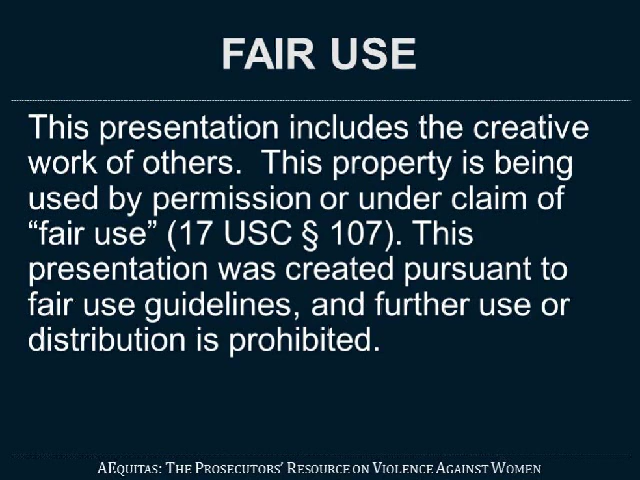 FAIR USE
This presentation includes the creative
work of others.  This property is being
used by permission or under claim of
“fair use” (17 USC § 107). This
presentation was created pursuant to
fair use guidelines, and further use or
distribution is prohibited.
AEQUITAS: THE PROSECUTORS’ RESOURCE ON VIOLENCE AGAINST WOMEN